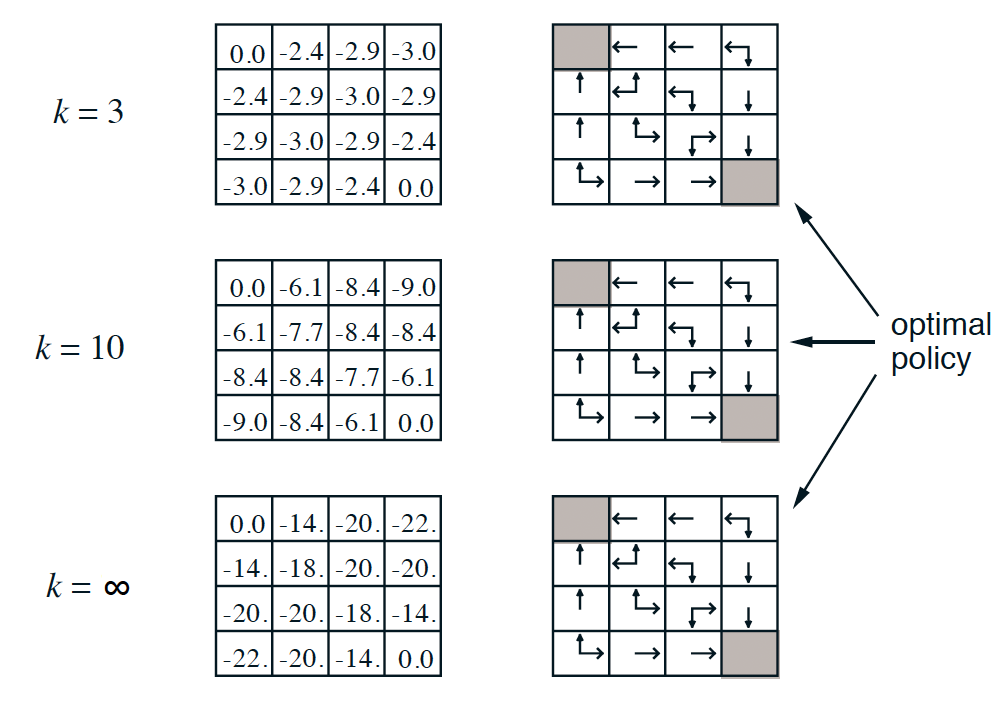 0.0 -2.4 -2.9 -3.0
-2.4 -2.9 -3.0 -2.9
k = 3
-2.9 -3.0 -2.9 -2.4
-3.0 -2.9 -2.4 0.0
0.0 -6.1 -8.4 -9.0
-6.1 -7.7 -8.4 -8.4
k = 10
-8.4 -8.4 -7.7 -6.1
-9.0 -8.4 -6.1 0.0
optimal
policy
0.0 -14. -20. -22.
-14. -18. -20. -20.
k = ∞
-20. -20. -18. -14.
-22. -20. -14. 0.0